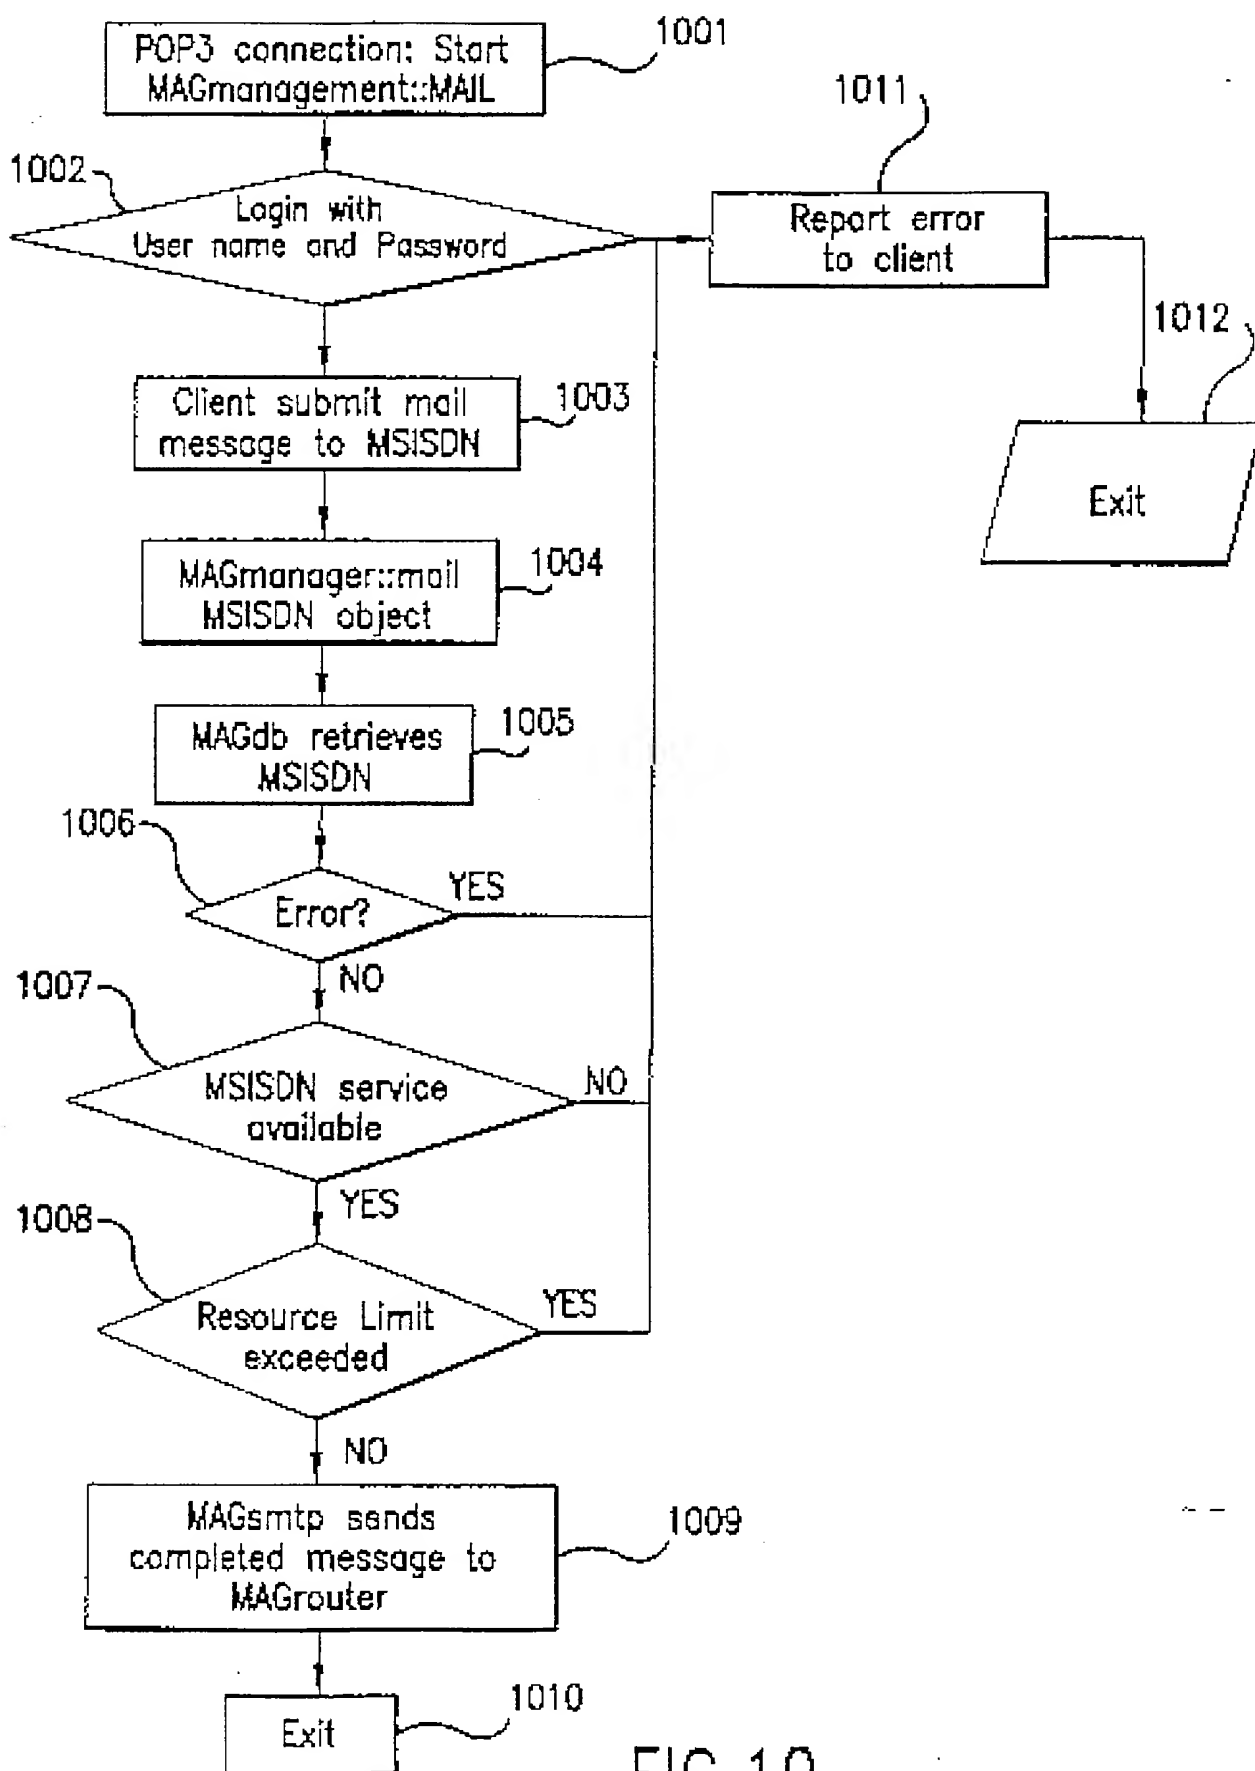 POP3 connection: Start
MAGmanagement::MAIL
1001
1011
1002
Login with
User name and Password
Report error
to client
1012
Exit
Client submit mail
message to MSISDN
1003
MAGmanager::mail
MSISDN object
1004
MAGdb retrieves
MSISDN
1005
1006
Error?
YES
NO
1007
MSISDN service
available
NO
YES
1008
Resource Limit
exceeded
YES
NO
MAGsmtp sends
completed message to
MAGrouter
1009
Exit
1010
FIG.10